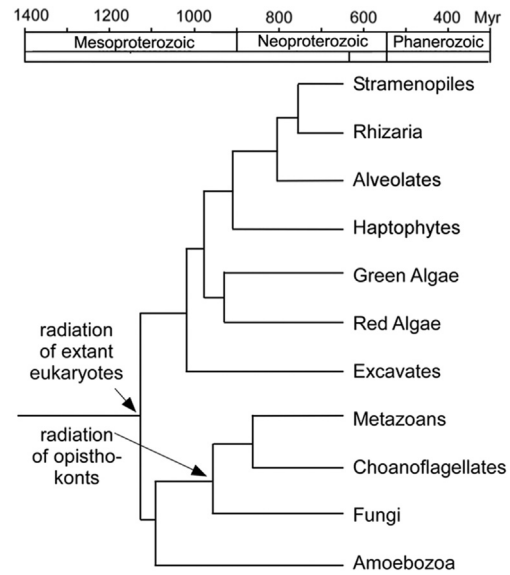 1400 1200 1000 800 600 400 Myr
Mesoproterozoic Neoproterozoic Phanerozoic
Stramenopiles
Rhizaria
Alveolates
Haptophytes
Green Algae
Red Algae
radiation
of extant
eukaryotes
Excavates
Metazoans
radiation
of opistho-
konts
Choanoflagellates
Fungi
Amoebozoa